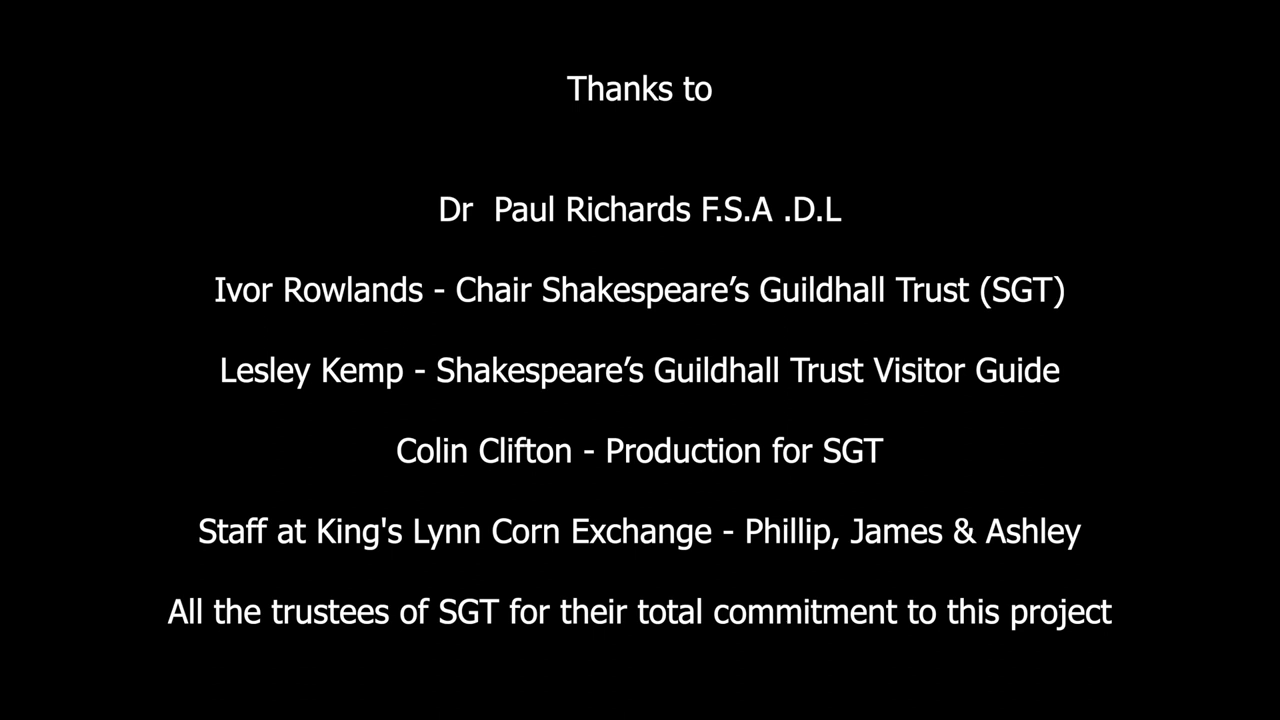 Thanks to
Dr  Paul Richards F.S.A .D.L
Ivor Rowlands - Chair Shakespeare’s Guildhall Trust (SGT)
Lesley Kemp - Shakespeare’s Guildhall Trust Visitor Guide
Colin Clifton - Production for SGT
Staff at King's Lynn Corn Exchange - Phillip, James & Ashley
All the trustees of SGT for their total commitment to this project